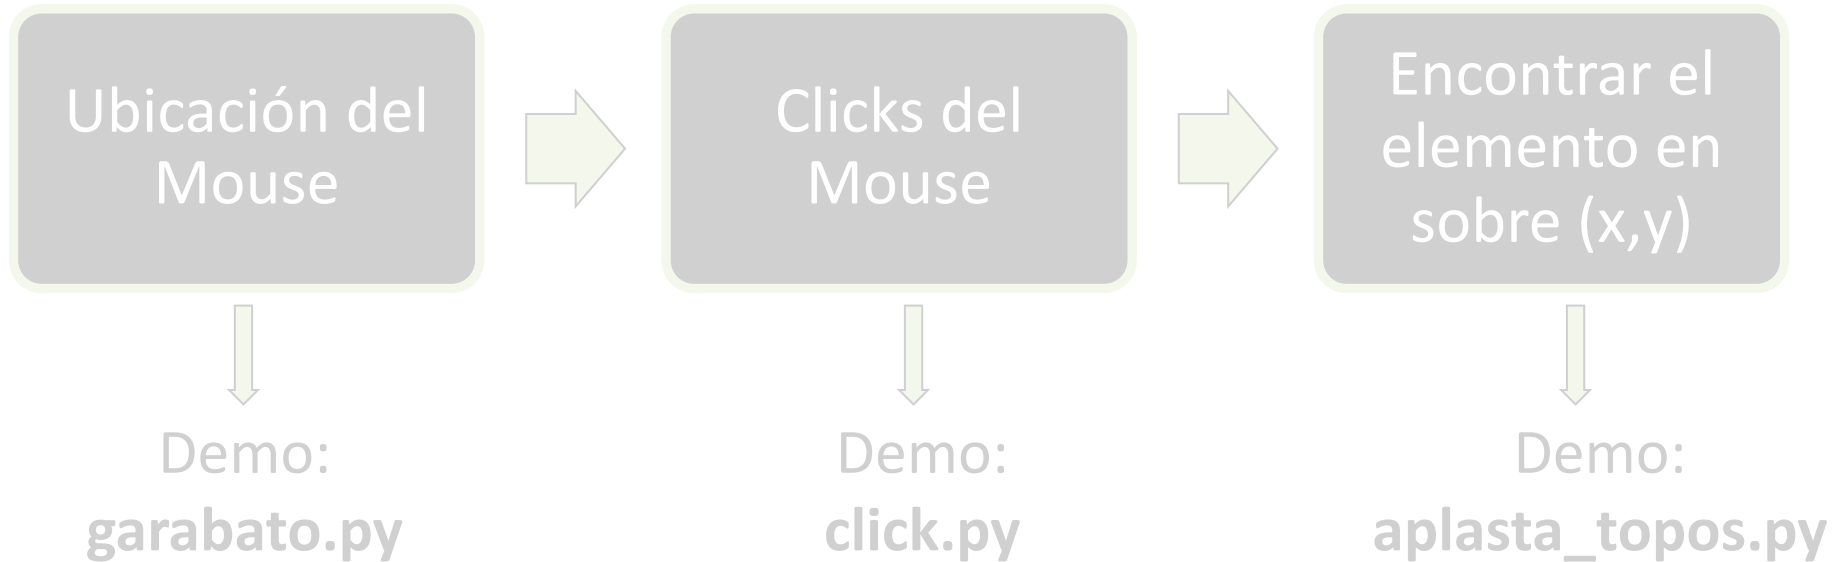 Ubicación del
Mouse
Clicks del
Mouse
Encontrar el
elemento en
sobre (x,y)
Demo:
garabato.py
Demo:
click.py
Demo:
aplasta_topos.py